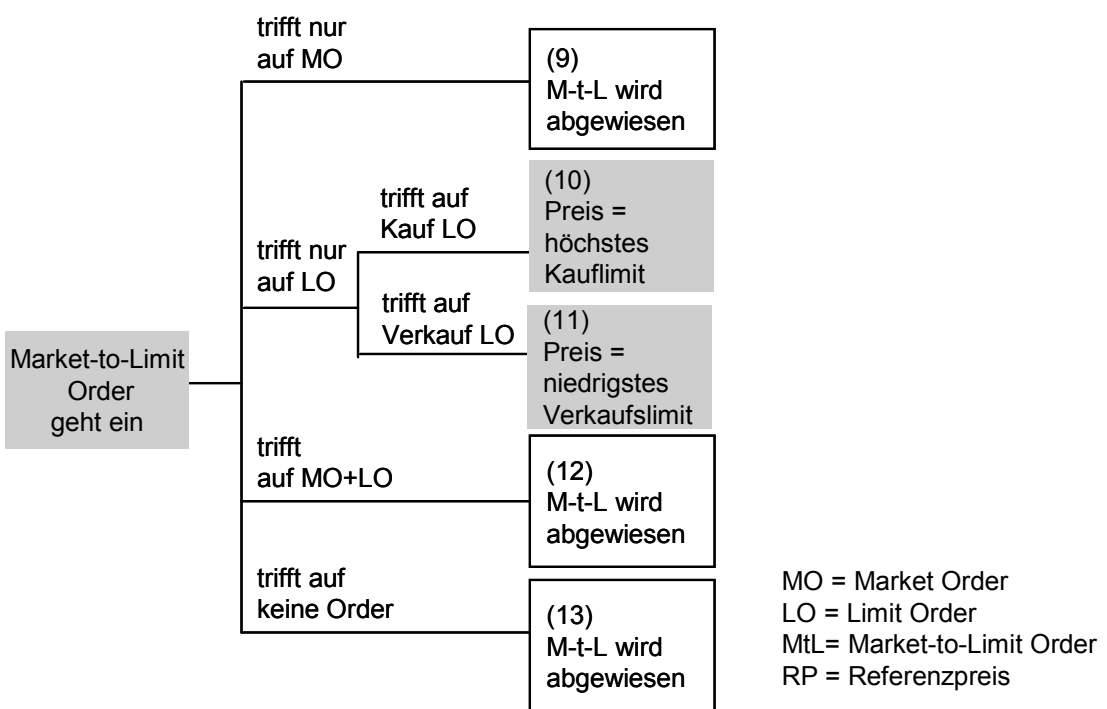 trifft nur
auf MO
(9)
M-t-L wird
abgewiesen
trifft nur
auf LO
trifft auf
Kauf LO
(10)
Preis =
höchstes
Kauflimit
trifft auf
Verkauf LO
(11)
Preis =
niedrigstes
Verkaufslimit
Market-to-Limit
Order
geht ein
trifft
auf MO+LO
(12)
M-t-L wird
abgewiesen
trifft auf
keine Order
(13)
M-t-L wird
abgewiesen
MO = Market Order
LO = Limit Order
MtL= Market-to-Limit Order
RP = Referenzpreis